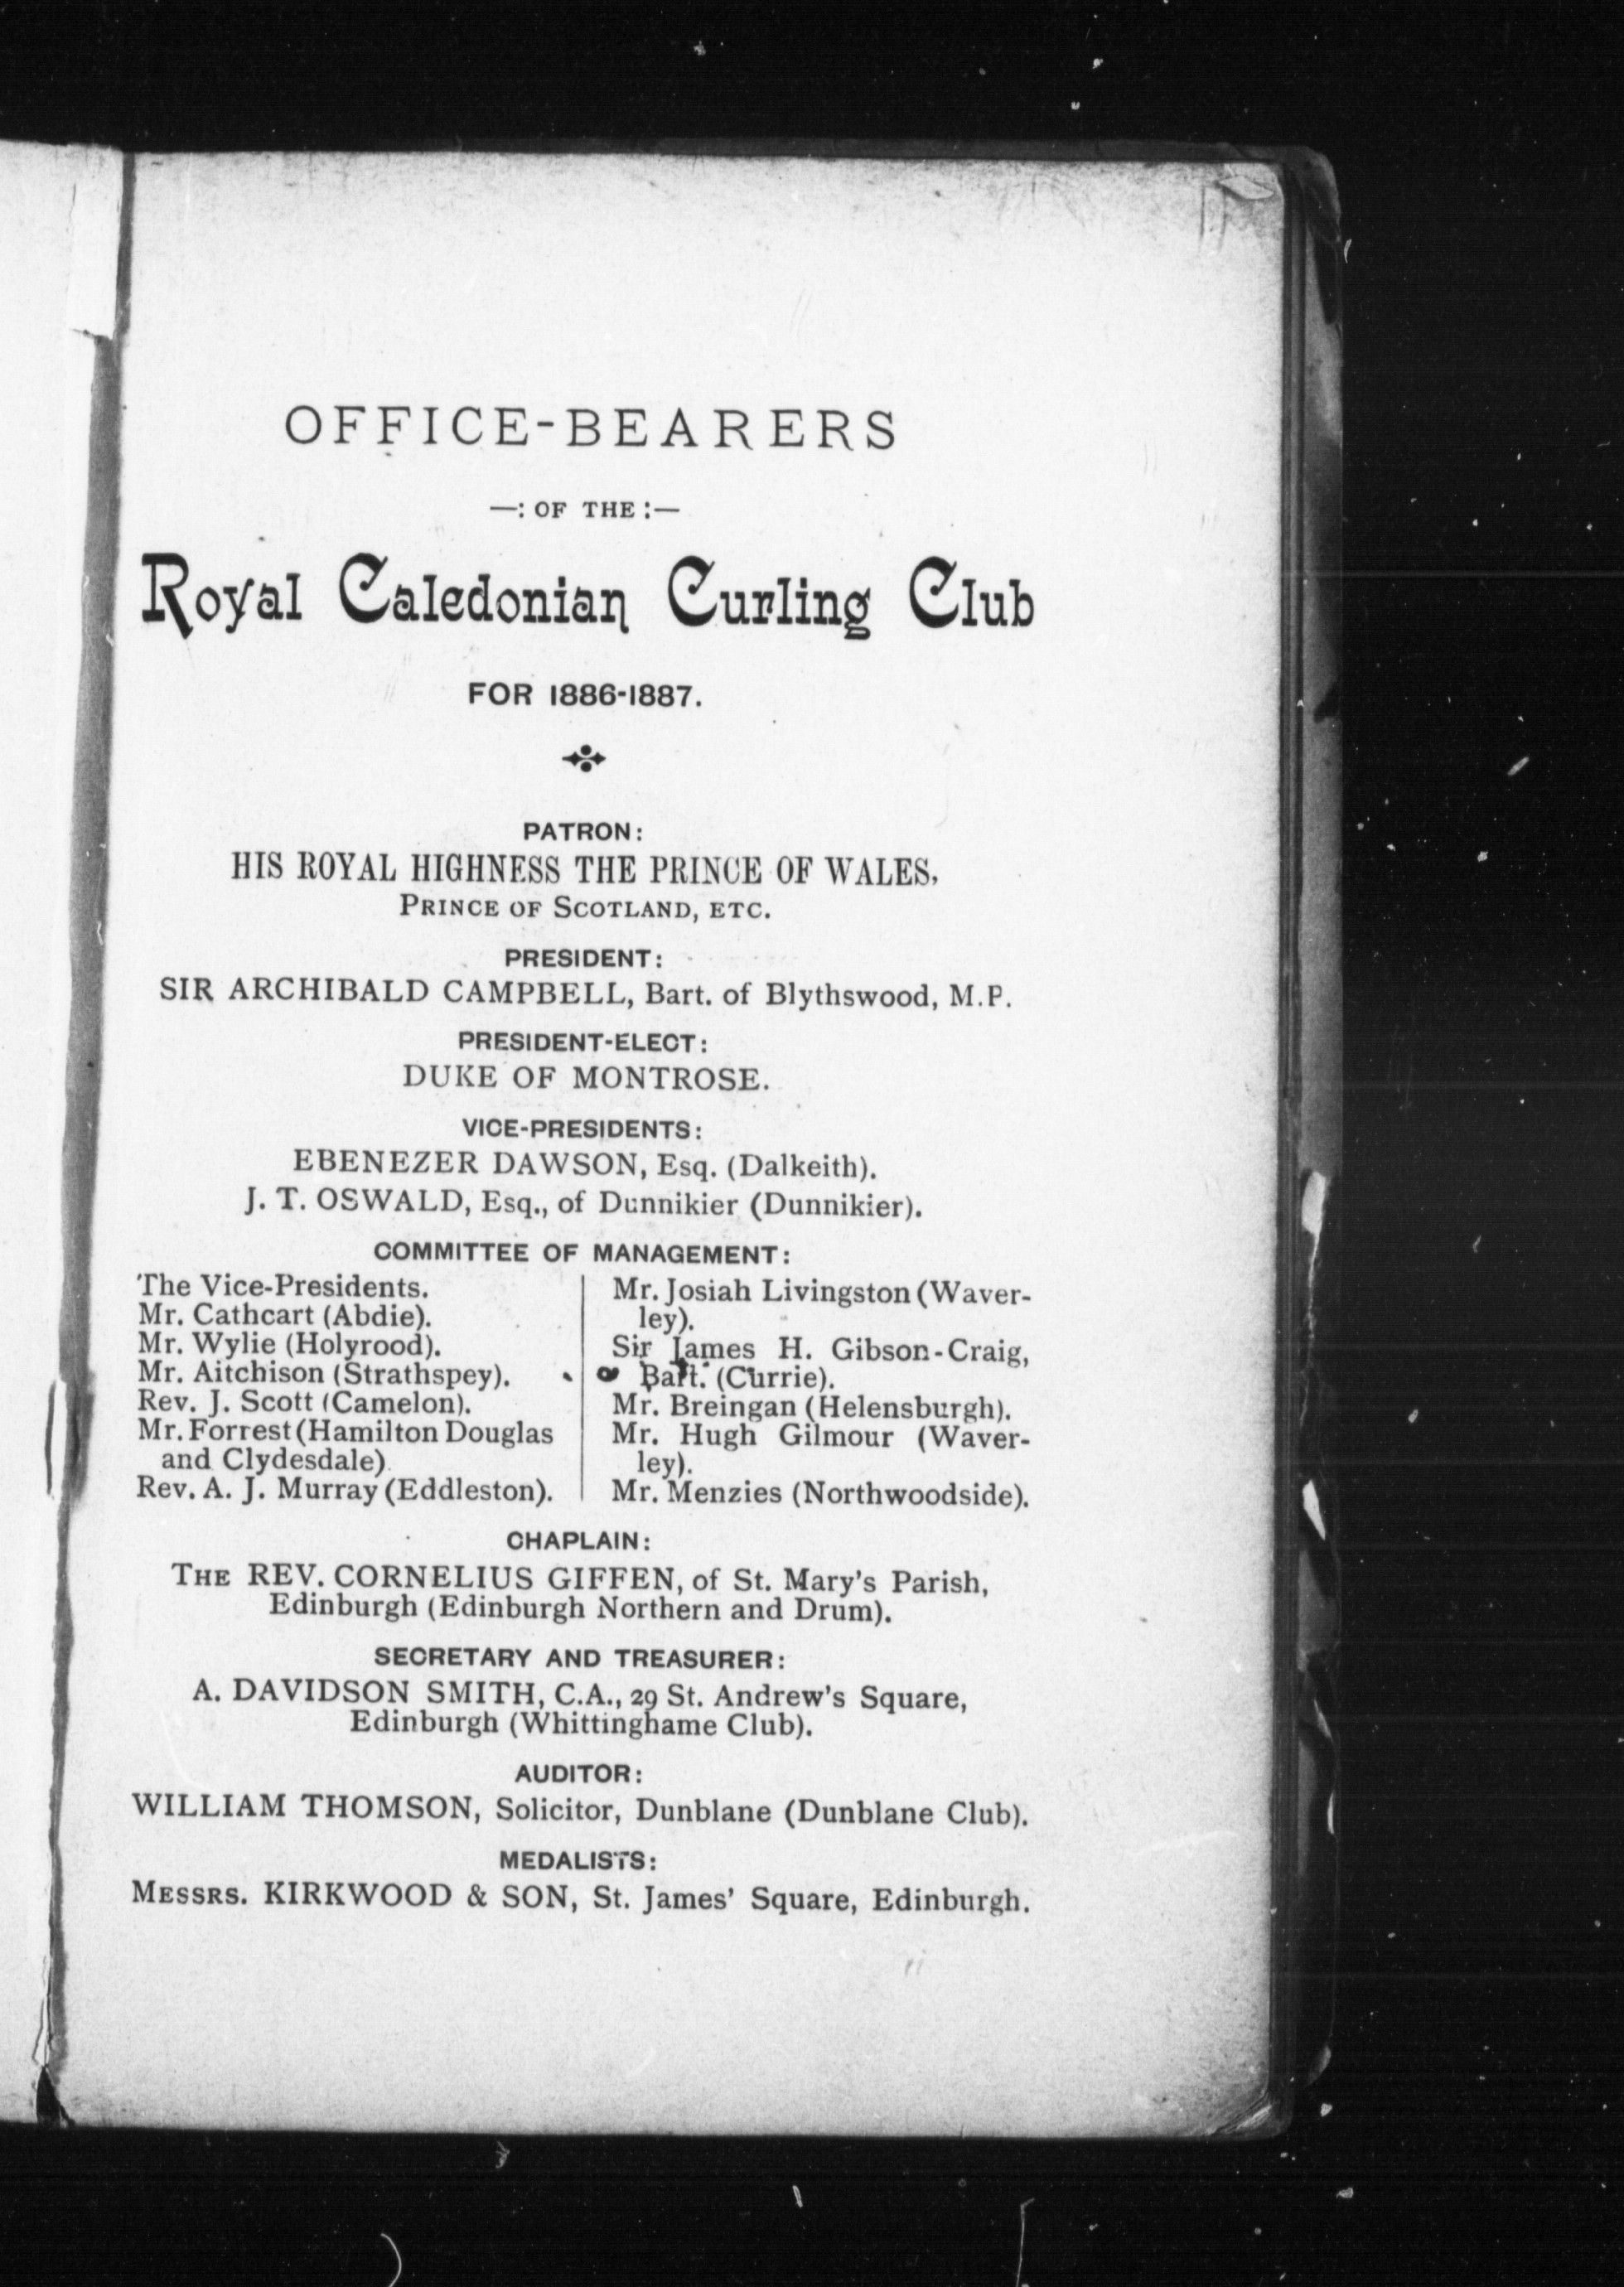 OFFICE-BEARERS
—: OF THE :—
Royal Caledonian Curling Club
FOR 1886-1887.
PATRON:
HIS ROYAL HIGHNESS THE PRINCE OF WALES,
PRINCE OF SCOTLAND, ETC.
PRESIDENT:
SIR ARCHIBALD CAMPBELL, Bart. of Blythswood, M.P.
PRESIDENT-ELECT:
DUKE OF MONTROSE.
VICE-PRESIDENTS:
EBENEZER DAWSON, Esq. (Dalkeith).
J. T. OSWALD, Esq., of Dunnikier (Dunnikier).
COMMITTEE OF MANAGEMENT:
The Vice-Presidents.
Mr. Cathcart (Abdie).
Mr. Wylie (Holyrood).
Mr. Aitchison (Strathspey).
Rev. J. Scott (Camelon).
Mr. Forrest (Hamilton Douglas
and Clydesdale).
Rev. A. J. Murray (Eddleston).
Mr. Josiah Livingston (Waver-
ley).
Sir James H. Gibson-Craig,
Bart. (Currie).
Mr. Breingan (Helensburgh).
Mr. Hugh Gilmour (Waver-
ley).
Mr. Menzies (Northwoodside).
CHAPLAIN:
THE REV. CORNELIUS GIFFEN, of St. Mary's Parish,
Edinburgh (Edinburgh Northern and Drum).
SECRETARY AND TREASURER:
A. DAVIDSON SMITH, C.A., 29 St. Andrew's Square,
Edinburgh (Whittinghame Club).
AUDITOR:
WILLIAM THOMSON, Solicitor, Dunblane (Dunblane Club).
MEDALISTS:
MESSRS. KIRKWOOD & SON, St. James' Square, Edinburgh.